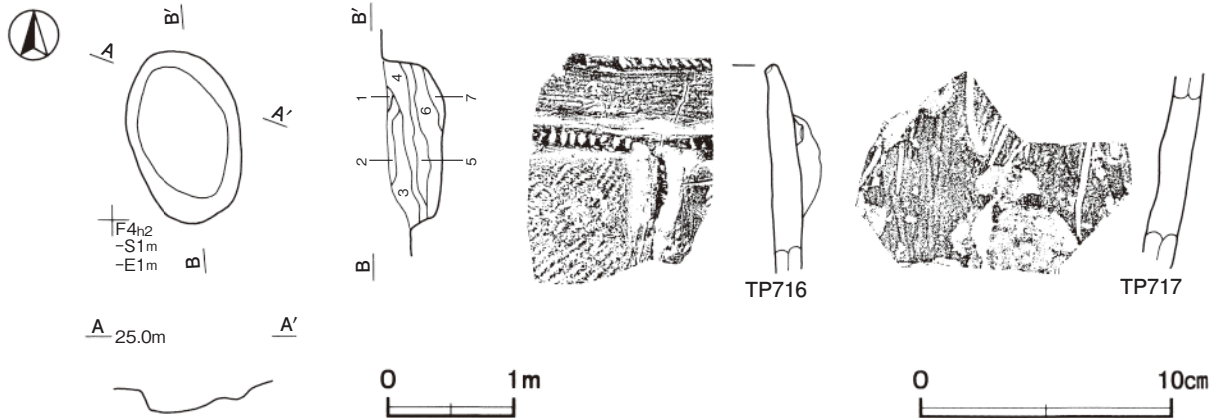 B′
A
A′
F4h2
-S1m
-E1m
B
A 25.0m A′
B′
1
2
3
4
5
6
7
B
TP716
TP717
0 1m
0 10cm